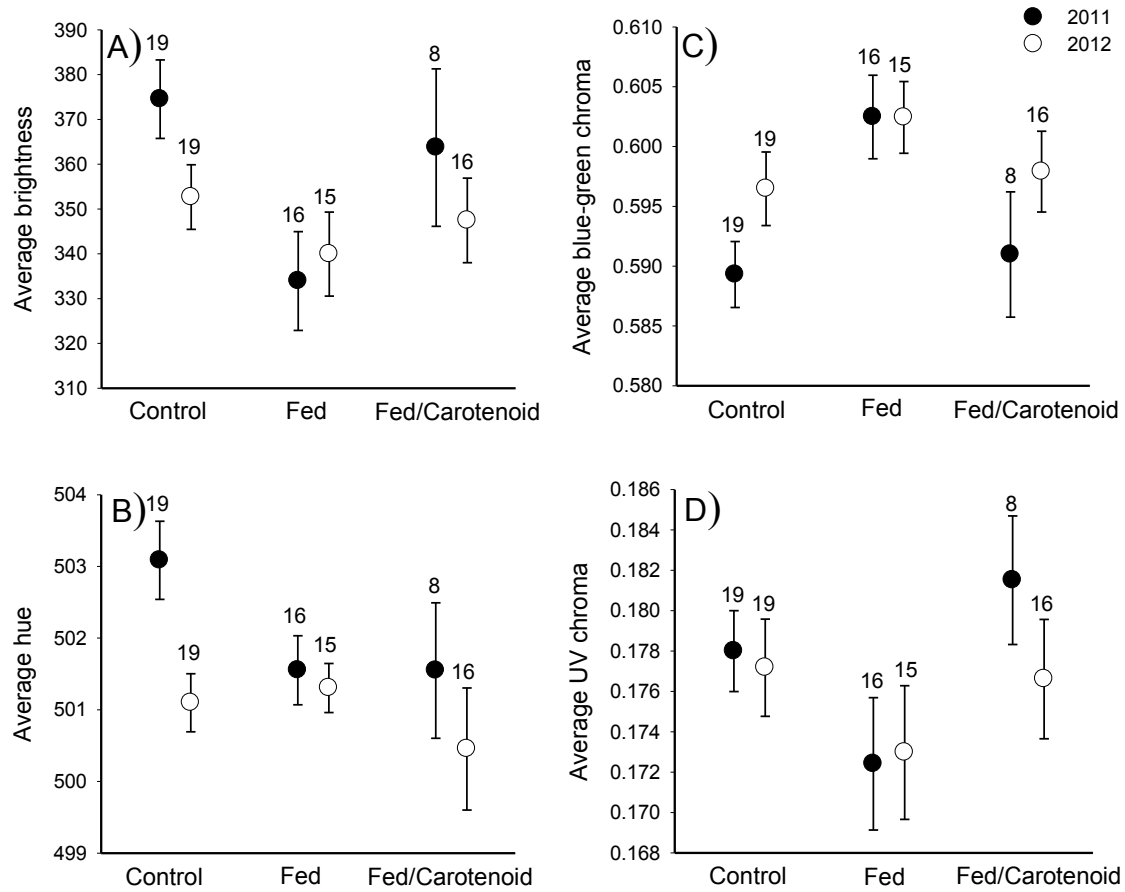 A)
Average brightness
390
380
370
360
350
340
330
320
310
19
19
16
15
8
16
Control
Fed
Fed/Carotenoid
C)
2011
2012
Average blue-green chroma
0.610
0.605
0.600
0.595
0.590
0.585
0.580
19
19
16
15
8
16
Control
Fed
Fed/Carotenoid
B)
Average hue
504
503
502
501
500
499
19
19
16
15
8
16
Control
Fed
Fed/Carotenoid
D)
Average UV chroma
0.186
0.184
0.182
0.180
0.178
0.176
0.174
0.172
0.170
0.168
19
19
16
15
8
16
Control
Fed
Fed/Carotenoid